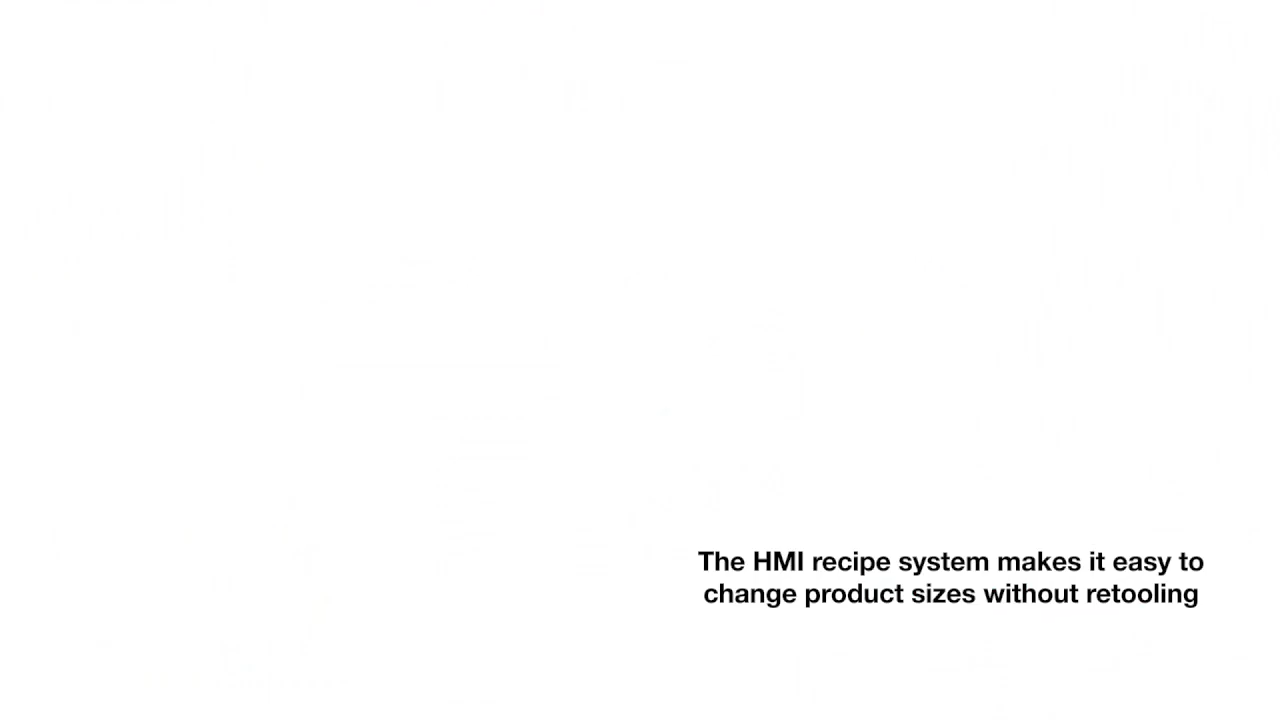 The HMI recipe system makes it easy to
change product sizes without retooling